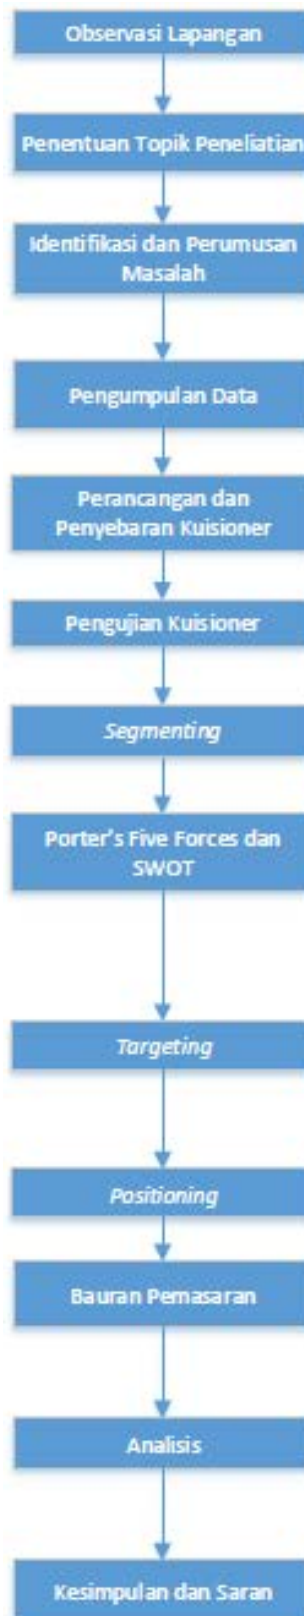 Observasi Lapangan
Penentuan Topik Peneliatian
Identifikasi dan Perumusan
Masalah
Pengumpulan Data
Perancangan dan
Penyebaran Kuisioner
Pengujian Kuisioner
Segmenting
Porter's Five Forces dan
SWOT
Targeting
Positioning
Bauran Pemasaran
Analisis
Kesimpulan dan Saran